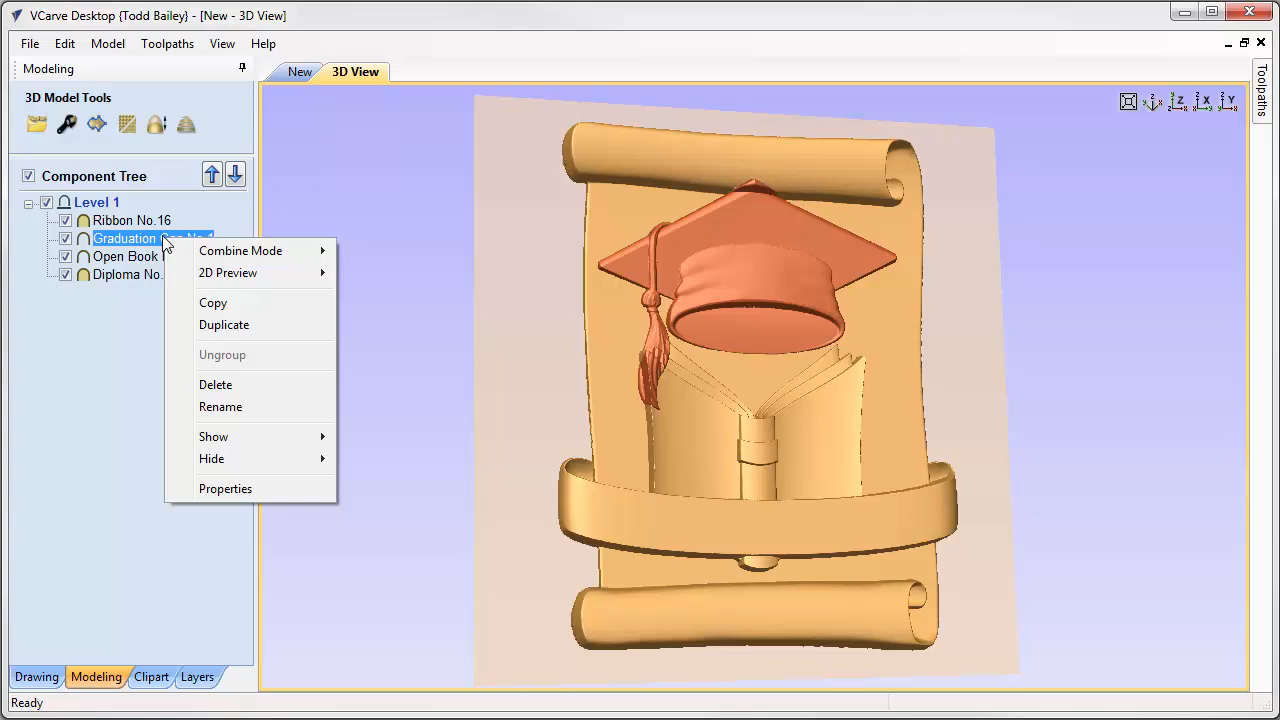 VCarve Desktop {Todd Bailey} - [New - 3D View]
File Edit Model Toolpaths View Help
Modeling
New 3D View
Toolpaths
3D Model Tools
Z X Y
Component Tree
Level 1
Ribbon No.16
Graduation
Open Book
Diploma No.
Combine Mode
2D Preview
Copy
Duplicate
Ungroup
Delete
Rename
Show
Hide
Properties
Drawing Modeling Clipart Layers
Ready